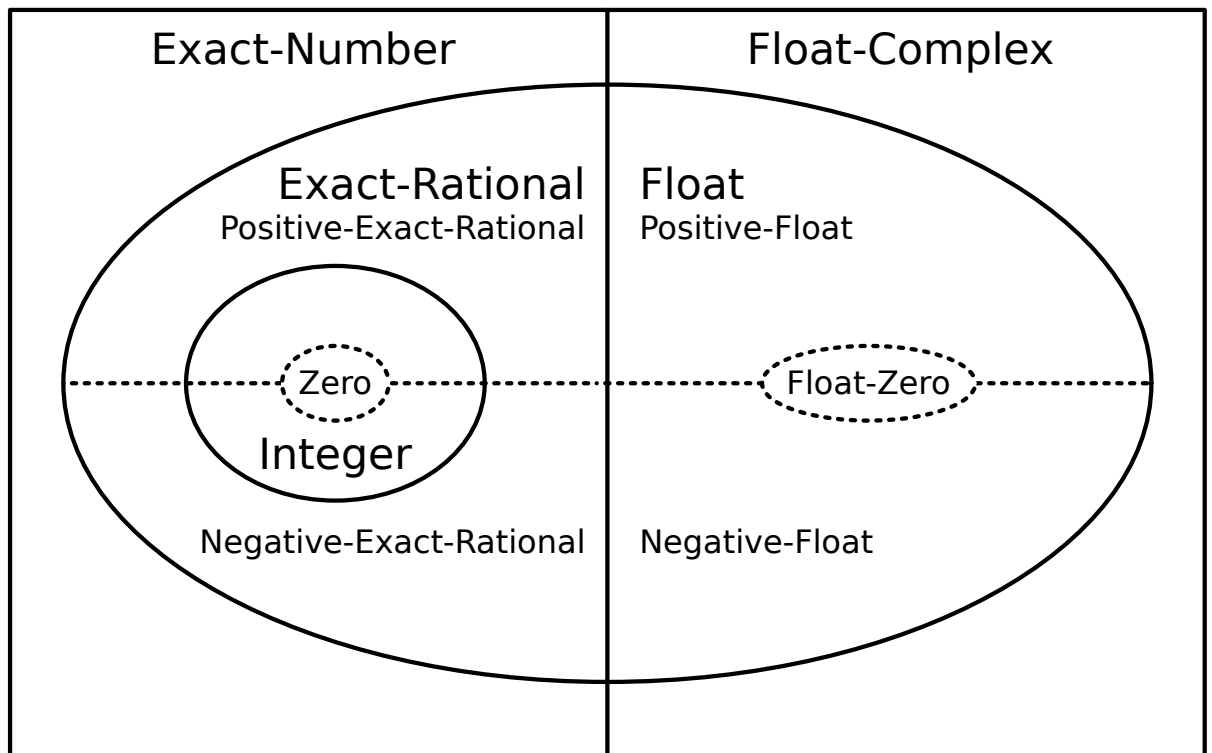 Exact-Number
Float-Complex
Exact-Rational
Positive-Exact-Rational
Float
Positive-Float
Zero
Integer
Float-Zero
Negative-Exact-Rational
Negative-Float